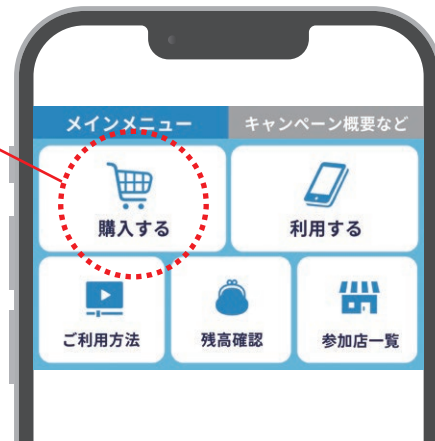 メインメニュー
キャンペーン概要など
購入する
利用する
ご利用方法
残高確認
参加店一覧